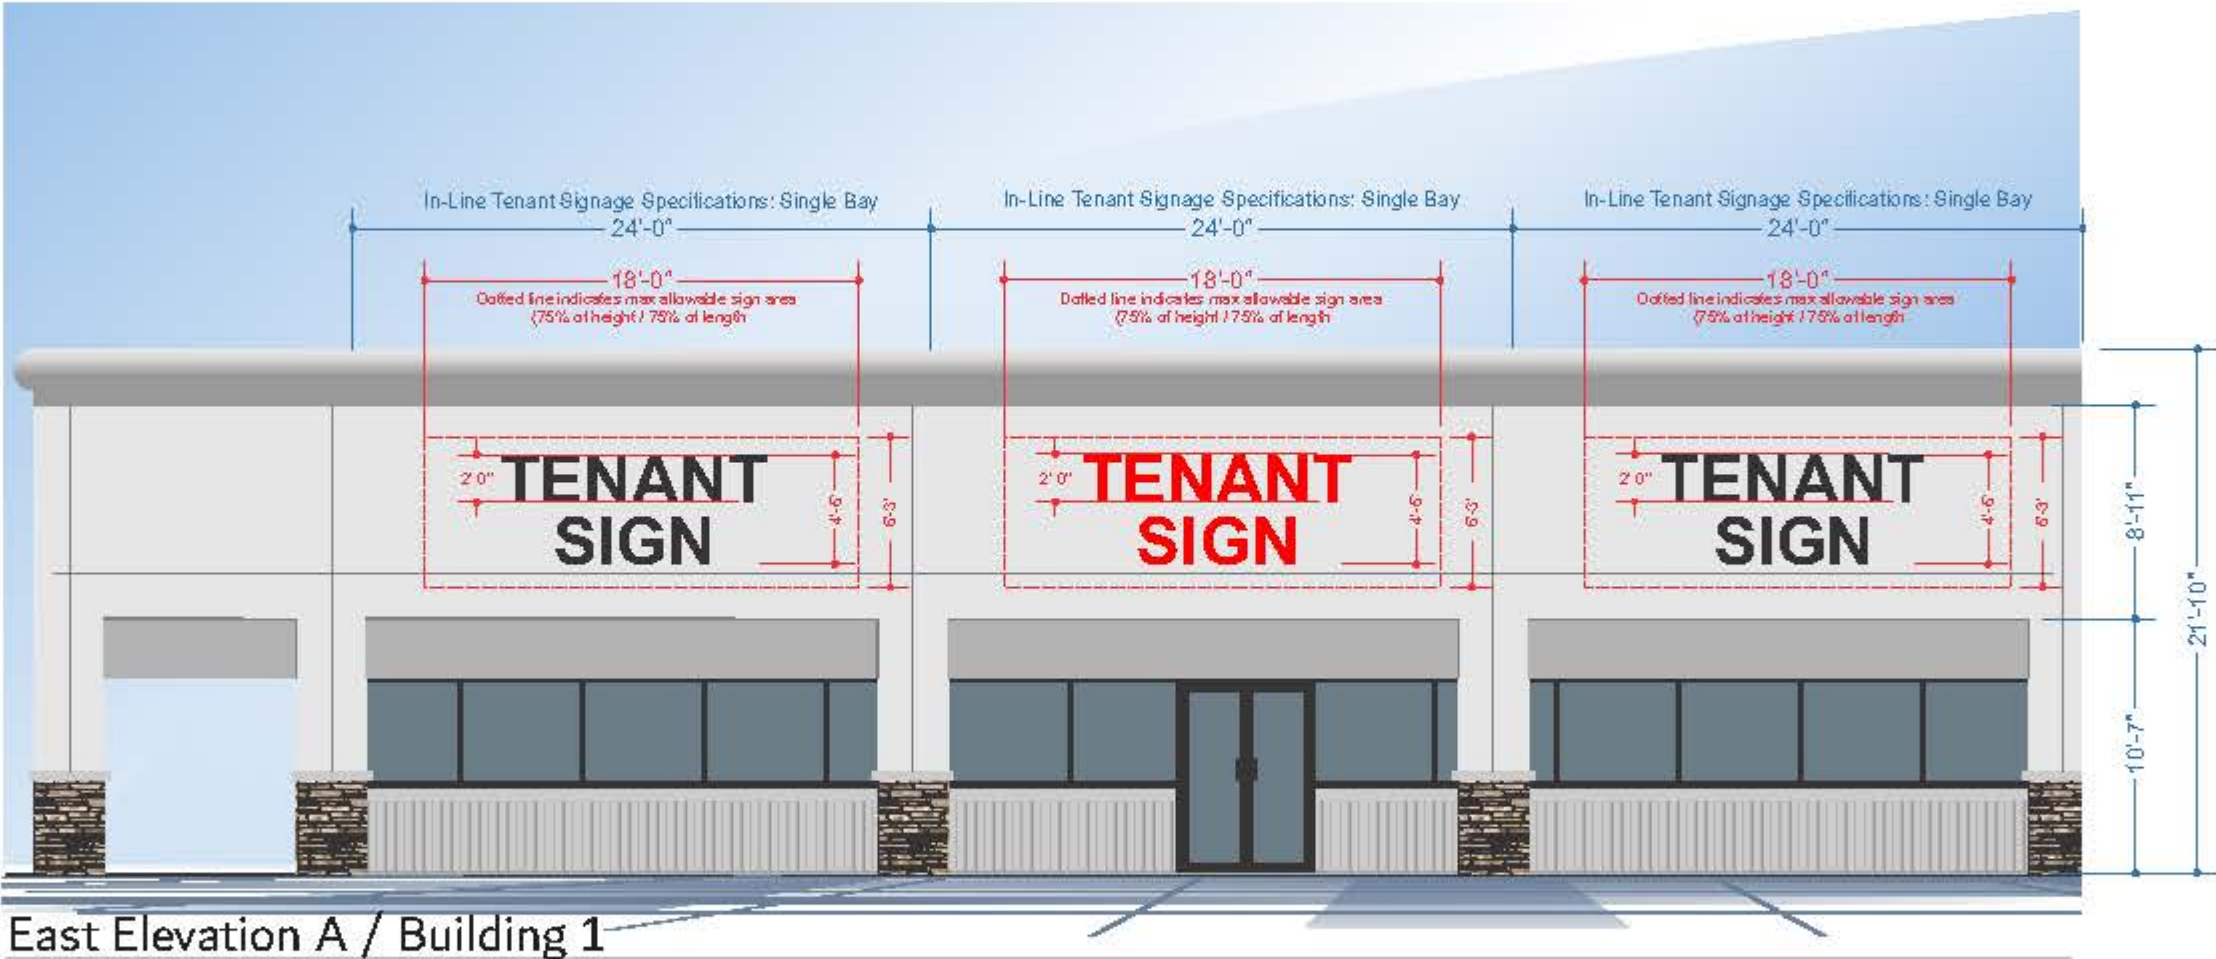 In-Line Tenant Signage Specifications: Single Bay
24'-0"
In-Line Tenant Signage Specifications: Single Bay
24'-0"
In-Line Tenant Signage Specifications: Single Bay
24'-0"
18'-0"
Dotted line indicates max allowable sign area
(75% of height / 75% of length
18'-0"
Dotted line indicates max allowable sign area
(75% of height / 75% of length
18'-0"
Dotted line indicates max allowable sign area
(75% of height / 75% of length
2'0"
TENANT
SIGN
4'-6"
6'-3"
2'0"
TENANT
SIGN
4'-6"
6'-3"
2'0"
TENANT
SIGN
4'-6"
6'-3"
8'-11"
21'-10"
10'-7"
East Elevation A / Building 1